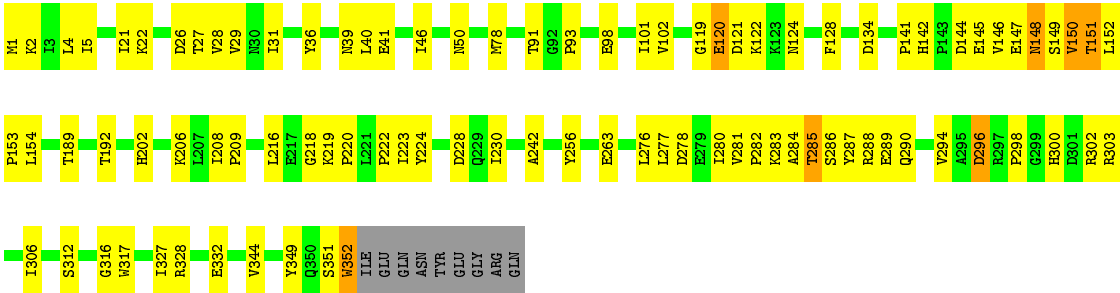 M1 K2 I3 L4 I5 I21 K22 D26 T27 V28 V29 N30 I31 Y36 N39 L40 E41 I46 N50 M78 T91 G92 P93 E98 I101 V102 G119 E120 D121 K122 K123 N124 F128 D134 P141 H142 P143 D144 E145 V146 E147 N148 S149 V150 T151 L152
P153 L154 T189 T192 H202 K206 L207 I208 P209 L216 E217 G218 K219 P220 L221 P222 I223 Y224 D228 Q229 I230 A242 Y256 E263 L276 L277 D278 E279 I280 V281 P282 K283 A284 T285 S286 Y287 R288 E289 Q290 V294 A295 D296 R297 P298 G299 H300 D301 R302 R303
I306 S312 G316 W317 I327 R328 E332 V344 Y349 Q350 S351 W352 ILE GLU GLN ASN TYR GLU GLY ARG GLN